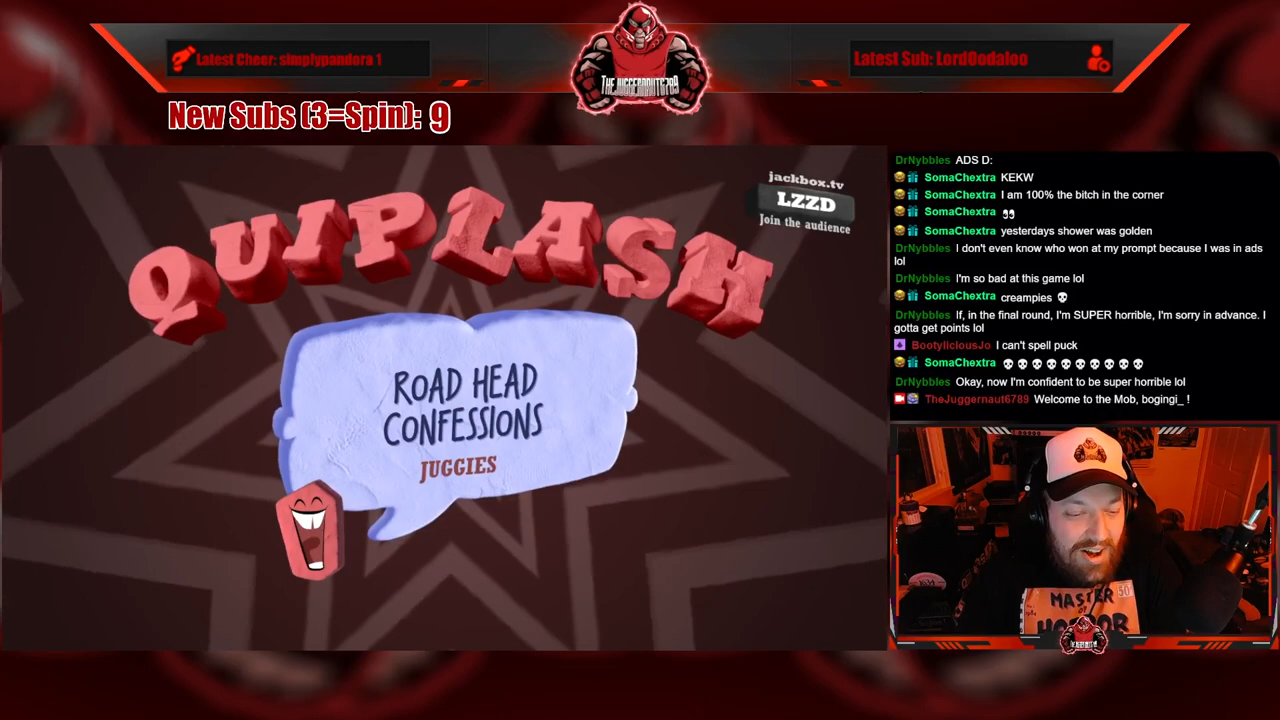 Latest Cheer: simplypandora 1
THEJUGGERNAUT6789
Latest Sub: LordOodaloo
New Subs (3=Spin): 9
QUIPLASH
jackbox.tv
LZZD
Join the audience
ROAD HEAD
CONFESSIONS
JUGGIES
DrNybbles ADS D:
SomaChextra KEKW
SomaChextra I am 100% the bitch in the corner
SomaChextra 👀
SomaChextra yesterdays shower was golden
DrNybbles I don't even know who won at my prompt because I was in ads
lol
DrNybbles I'm so bad at this game lol
SomaChextra creampies 💀
DrNybbles If, in the final round, I'm SUPER horrible, I'm sorry in advance. I
gotta get points lol
BootyliciousJo I can't spell puck
SomaChextra 💀💀💀💀💀💀💀💀💀💀
DrNybbles Okay, now I'm confident to be super horrible lol
TheJuggernaut6789 Welcome to the Mob, bogingi_ !
MASTER
OF
HORROR
50